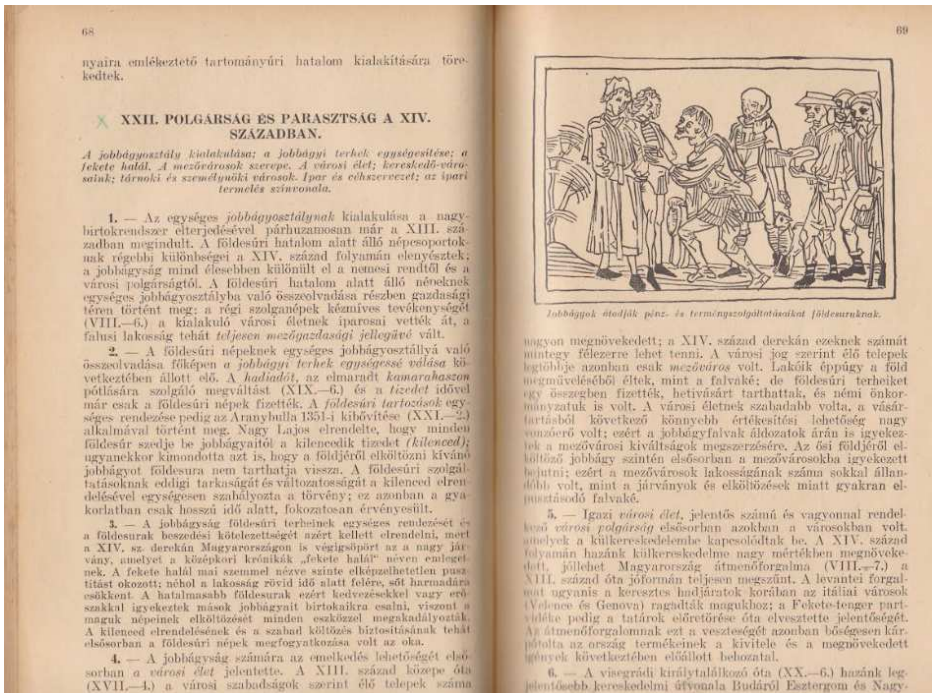 68
nyaira emlékeztető tartományúri hatalom kialakítására töre-
kedtek.
XXII. POLGÁRSÁG ÉS PARASZTSÁG A XIV.
SZÁZADBAN.
A jobbágyosztály kialakulása; a jobbágyi terhek egységesítése; a
fekete halál. A mezővárosok szerepe. A városi élet; kereskedő-váro-
saink; tárnoki és személynöki városok. Ipar és céhszervezet; az ipari
termelés színvonala.
1. — Az egységes jobbágyosztálynak kialakulása a nagy-
birtokrendszer elterjedésével párhuzamosan már a XIII. szá-
zadban megindult. A földesúri hatalom alatt álló népcsoportok-
nak régebbi különbségei a XIV. század folyamán elenyésztek;
a jobbágyság mind élesebben különült el a nemesi rendtől és a
városi polgárságtól. A földesúri hatalom alatt álló népeknek
egységes jobbágyosztályba való összeolvadása részben gazdasági
téren történt meg: a régi szolganépek kézmíves tevékenységét
(VIII.—6.) a kialakuló városi életnek iparosai vették át, a
falusi lakosság tehát teljesen mezőgazdasági jellegűvé vált.
2. — A földesúri népeknek egységes jobbágyosztállyá való
összeolvadása főképen a jobbágyi terhek egységessé válása kö-
vetkeztében állott elő. A hadiadót, az elmaradt kamarahaszon
pótlására szolgáló megváltást (XIX.—6.) és a tizedet idővel
már csak a földesúri népek fizették. A földesúri tartozások egy-
séges rendezése pedig az Aranybulla 1351-i kibővítése (XXI.—2.)
alkalmával történt meg. Nagy Lajos elrendelte, hogy minden
földesúr szedje be jobbágyaitól a kilencedik tizedet (kilenced);
ugyanekkor kimondotta azt is, hogy a földjéről elköltözni kívánó
jobbágyot földesura nem tarthatja vissza. A földesúri szolgál-
tatásoknak eddigi tarkaságát és változatosságát a kilenced elren-
delésével egységesen szabályozta a törvény; ez azonban a gya-
korlatban csak hosszú idő alatt, fokozatosan érvényesült.
3. — A jobbágyság földesúri terheinek egységes rendezését és
a földesurak beszedési kötelezettségét azért kellett elrendelni, mert
a XIV. sz. derekán Magyarországon is végigsöpört az a nagy jár-
vány, amelyet a középkori krónikák „fekete halál” néven emleget-
nek. A fekete halál mai szemmel nézve szinte elképzelhetetlen pusz-
títást okozott; néhol a lakosság rövid idő alatt felére, sőt harmadára
csökkent. A hatalmasabb földesurak ezért kedvezésekkel vagy erő-
szakkal igyekeztek mások jobbágyait birtokaikra csalni, viszont a
maguk népeinek elköltözését minden eszközzel megakadályozták.
A kilenced elrendelésének és a szabad költözés biztosításának tehát
elsősorban a földesúri népek megfogyatkozása volt az oka.
4. — A jobbágyság számára az emelkedés lehetőségét első-
sorban a városi élet jelentette. A XIII. század közepe óta
(XVII.—4.) a városi szabadságok szerint élő telepek száma
69
Jobbágyok átadják pénz- és terményszolgáltatásaikat földesuruknak.
nagyon megnövekedett; a XIV. század derekán ezeknek számát
mintegy félezerre lehet tenni. A városi jog szerint élő telepek
legtöbbje azonban csak mezőváros volt. Lakóik éppúgy a föld
megműveléséből éltek, mint a falvaké; de földesúri terheiket
egy összegben fizették, hetivásárt tarthattak, és némi önkor-
mányzatuk is volt. A városi életnek szabadabb volta, a vásár-
tartásból következő könnyebb értékesítési lehetőség nagy
vonzóerő volt; ezért a jobbágyfalvak áldozatok árán is igyekez-
tek a mezővárosi kiváltságok megszerzésére. Az ősi földjéről el-
költöző jobbágy szintén elsősorban a mezővárosokba igyekezett
bejutni; ezért a mezővárosok lakosságának száma sokkal állan-
dóbb volt, mint a járványok és elköltözések miatt gyakran el-
pusztásodó falvaké.
5. — Igazi városi élet, jelentős számú és vagyonnal rendel-
kező városi polgárság elsősorban azokban a városokban volt,
amelyek a külkereskedelembe kapcsolódtak be. A XIV. század
folyamán hazánk külkereskedelme nagy mértékben megnöveke-
dett, jóllehet Magyarország átmenőforgalma (VIII.—7.) a
XIII. század óta jóformán teljesen megszűnt. A levantei forgal-
mat ugyanis a keresztes hadjáratok korában az itáliai városok
(Velence és Genova) ragadták magukhoz; a Fekete-tenger part-
vidéke pedig a tatárok előretörése óta elvesztette jelentőségét.
Az átmenőforgalomnak ezt a veszteségét azonban bőségesen kár-
pótolta az ország termékeinek a kivitele és a megnövekedett
igények következtében előállott behozatal.
6. — A visegrádi királytalálkozó óta (XX.—6.) hazánk leg-
jelentősebb kereskedelmi útvonala Budáról Esztergom és Nagy-